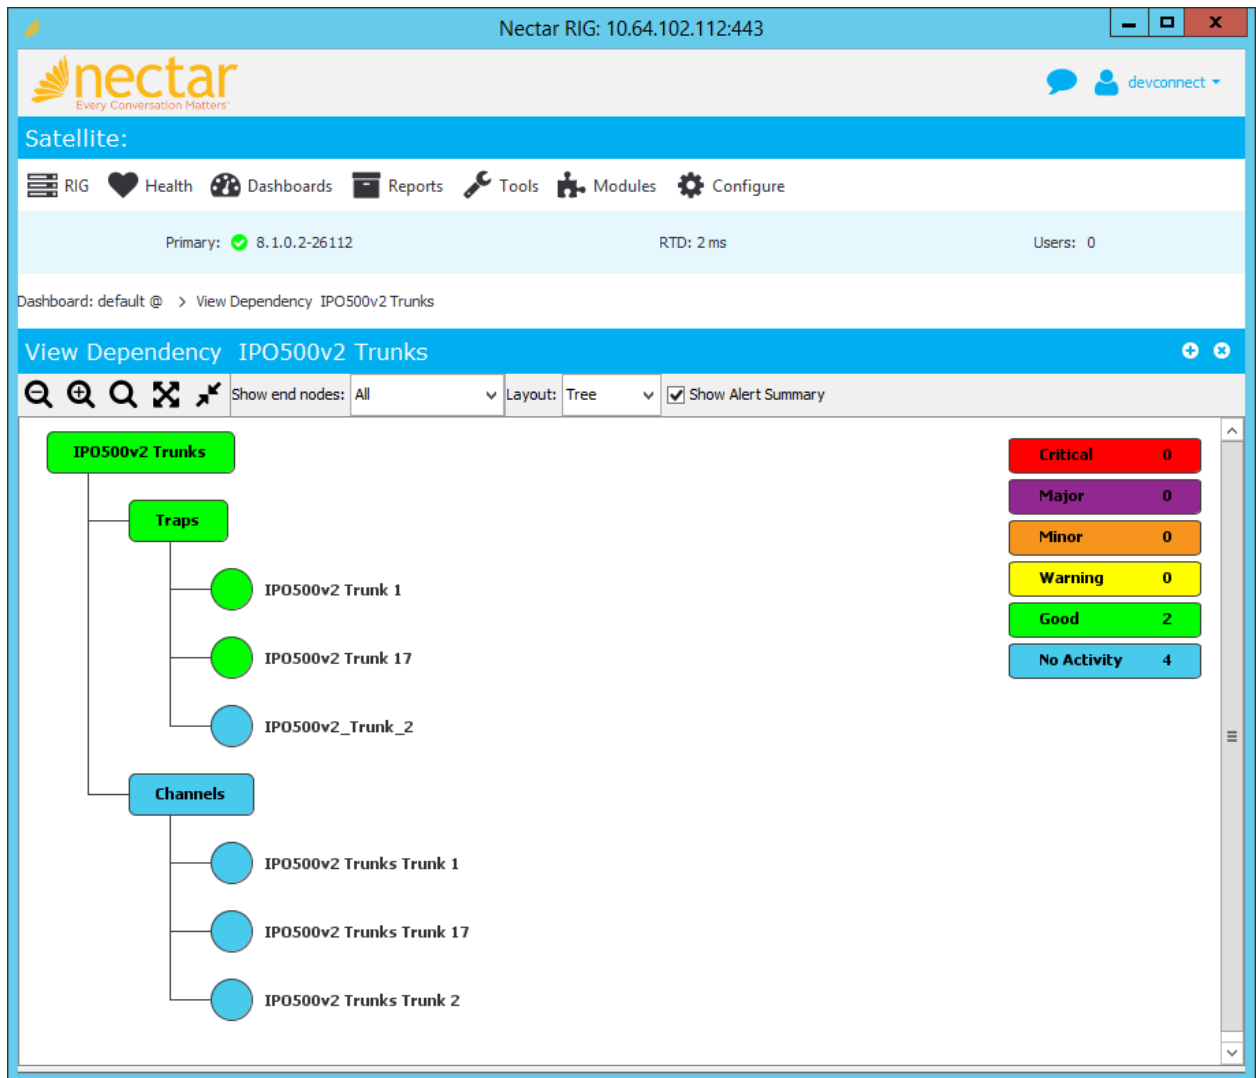 Nectar RIG: 10.64.102.112:443
nectar
Every Conversation Matters™
devconnect
Satellite:
RIG Health Dashboards Reports Tools Modules Configure
Primary: 8.1.0.2-26112 RTD: 2 ms Users: 0
Dashboard: default @ > View Dependency IPO500v2 Trunks
View Dependency IPO500v2 Trunks
Show end nodes: All Layout: Tree Show Alert Summary
IPO500v2 Trunks
Critical 0
Major 0
Traps
Minor 0
Warning 0
IPO500v2 Trunk 1
Good 2
IPO500v2 Trunk 17
No Activity 4
IPO500v2_Trunk_2
Channels
IPO500v2 Trunks Trunk 1
IPO500v2 Trunks Trunk 17
IPO500v2 Trunks Trunk 2